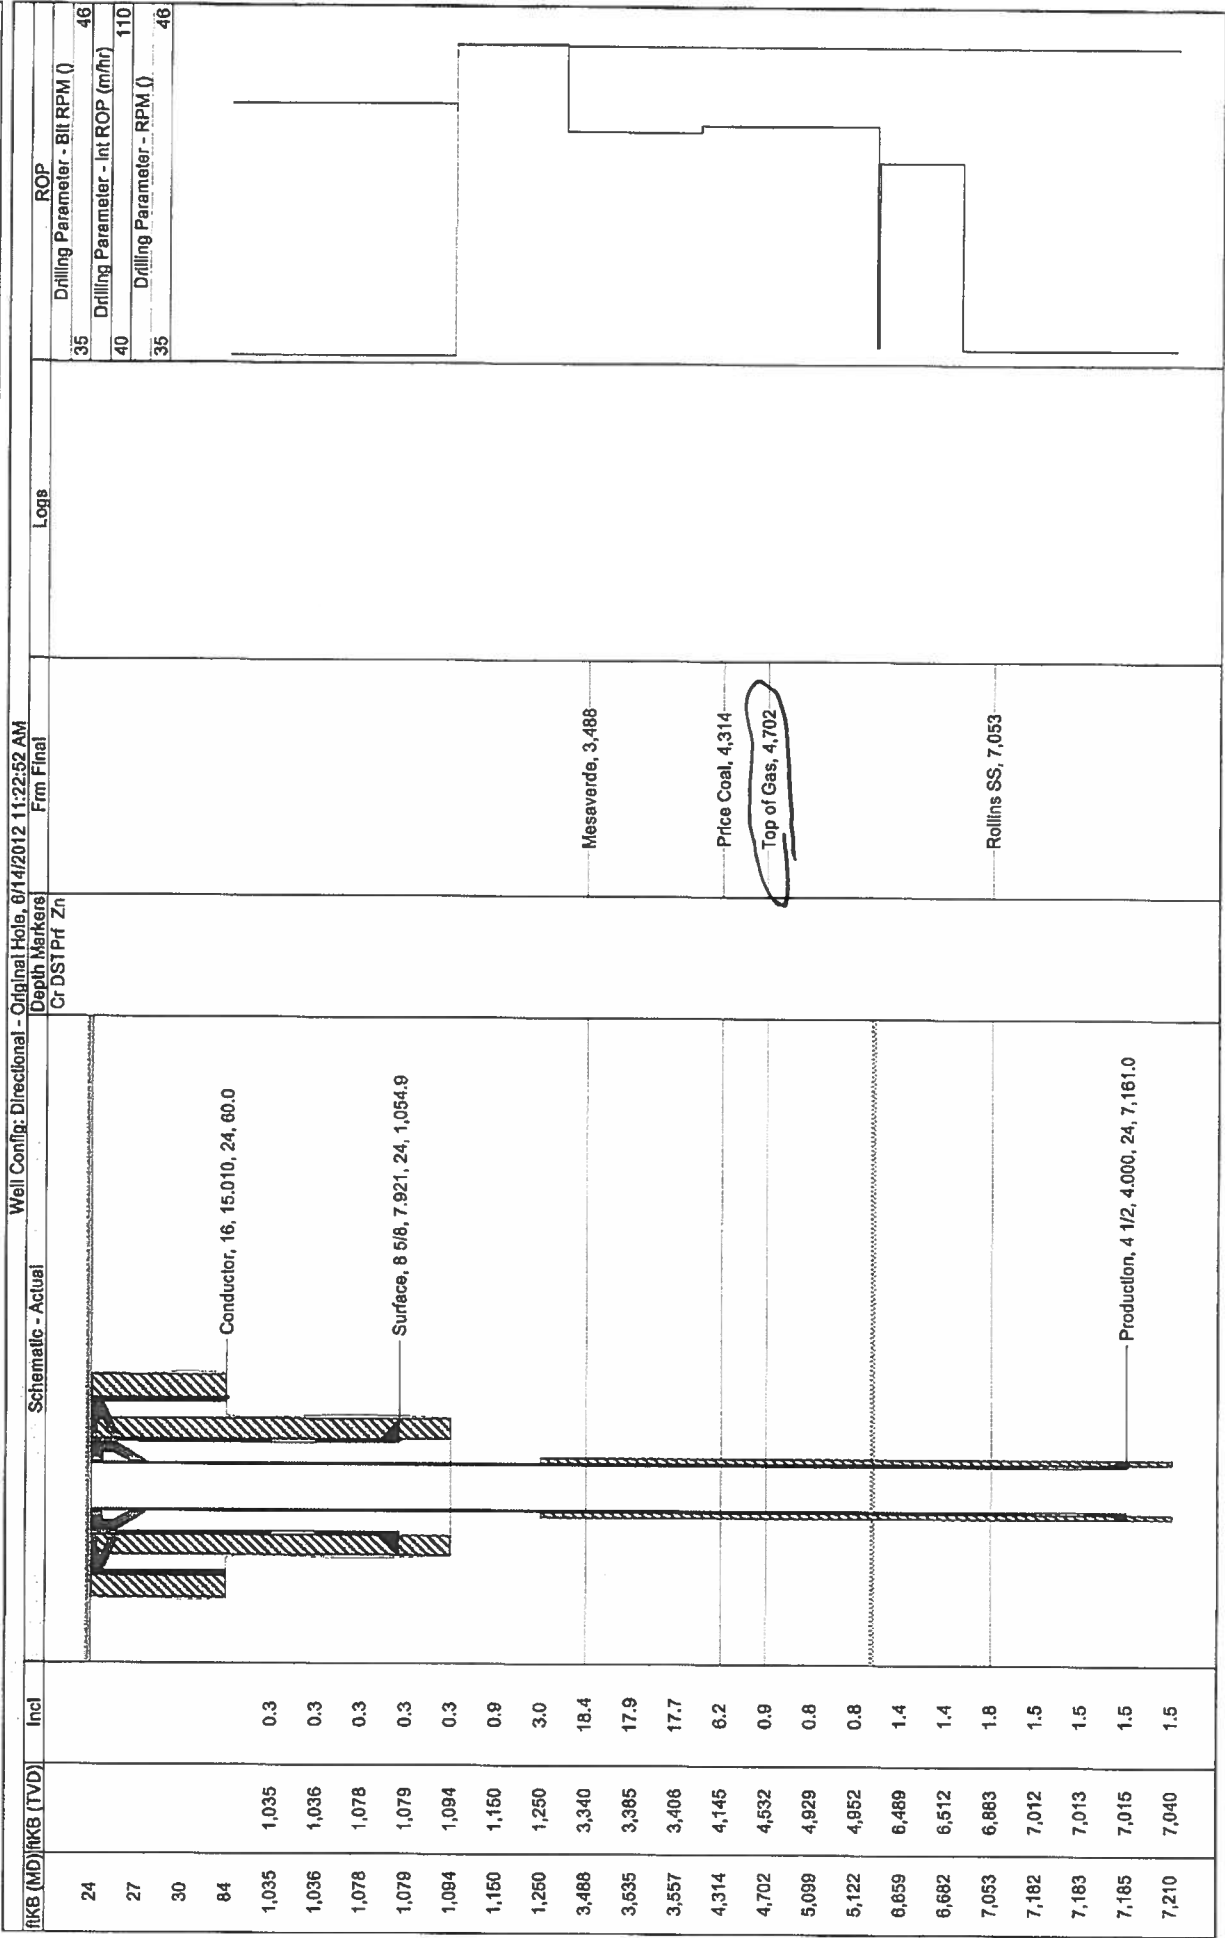 Well Config: Directional - Original Hole, 6/14/2012 11:22:52 AM
ftKB (MD) ftKB (TVD) Incl Schematic - Actual Depth Markers Frm Final Logs ROP
Cr DST Prf Zn
Drilling Parameter - Bit RPM ()
35 46
Drilling Parameter - Int ROP (m/hr)
40 110
Drilling Parameter - RPM ()
35 46
24
27
30
84
1,035 1,035 0.3
1,036 1,036 0.3
1,078 1,078 0.3
1,079 1,079 0.3
1,094 1,094 0.3
1,150 1,150 0.9
1,250 1,250 3.0
3,488 3,340 18.4
3,535 3,385 17.9
3,557 3,406 17.7
4,314 4,145 6.2
4,702 4,532 0.9
5,099 4,929 0.8
5,122 4,952 0.8
6,659 6,489 1.4
6,682 6,512 1.4
7,053 6,883 1.8
7,182 7,012 1.5
7,183 7,013 1.5
7,185 7,015 1.5
7,210 7,040 1.5
Conductor, 16, 15.010, 24, 60.0
Surface, 8 5/8, 7.921, 24, 1,054.9
Production, 4 1/2, 4.000, 24, 7,161.0
Mesaverde, 3,488
Price Coal, 4,314
Top of Gas, 4,702
Rollins SS, 7,053